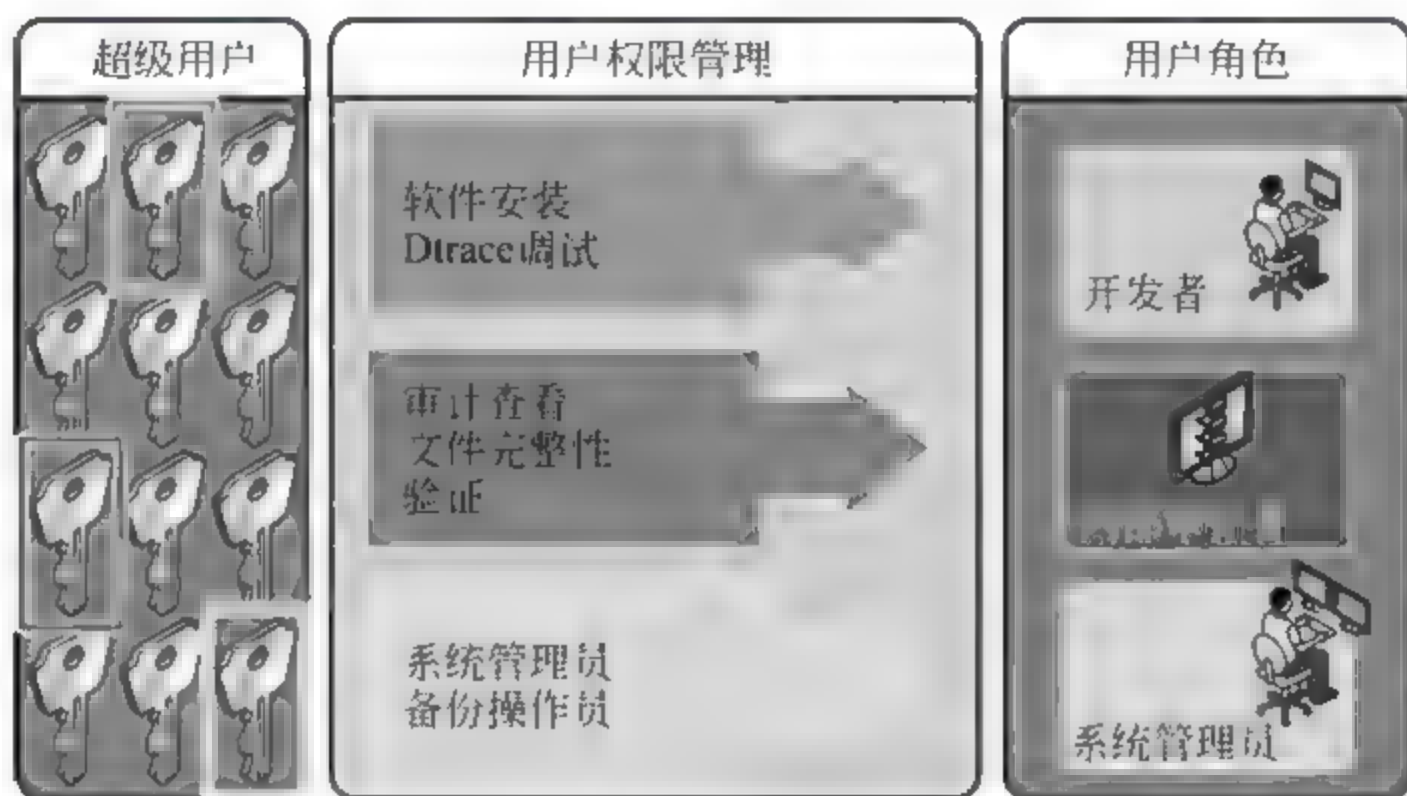 超级用户
用户权限管理
用户角色
软件安装
Dtrace调试
审计查看
文件完整性
验证
系统管理员
备份操作员
开发者
系统管理员